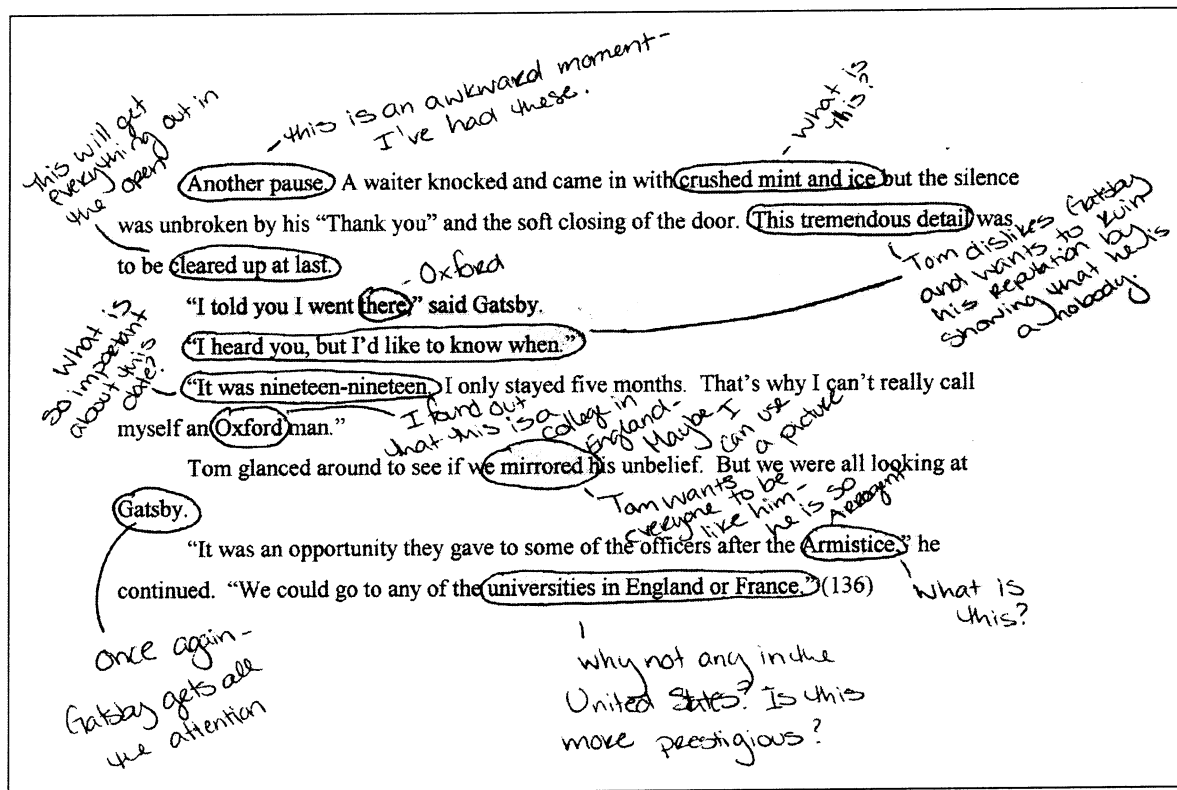 this is an awkward moment-
I've had these.
what is
this?
This will get
everything out in
the open
Another pause. A waiter knocked and came in with crushed mint and ice but the silence
was unbroken by his “Thank you” and the soft closing of the door. This tremendous detail was
to be cleared up at last.
Tom dislikes Gatsby
and wants to ruin
his reputation by
showing that he is
a nobody.
Oxford
“I told you I went there,” said Gatsby.
“I heard you, but I’d like to know when.”
What is
so important
about this
date?
“It was nineteen-nineteen, I only stayed five months. That’s why I can’t really call
myself an Oxford man.”
I found out
that this is a
college in
England-
Maybe I
can use
a picture
Tom glanced around to see if we mirrored his unbelief. But we were all looking at
Gatsby.
Tom wants
everyone to be
like him-
he is so
Arrogent
“It was an opportunity they gave to some of the officers after the Armistice,” he
continued. “We could go to any of the universities in England or France.”(136)
What is
this?
once again-
Gatsby gets all
the attention
why not any in the
United States? Is this
more prestigious?